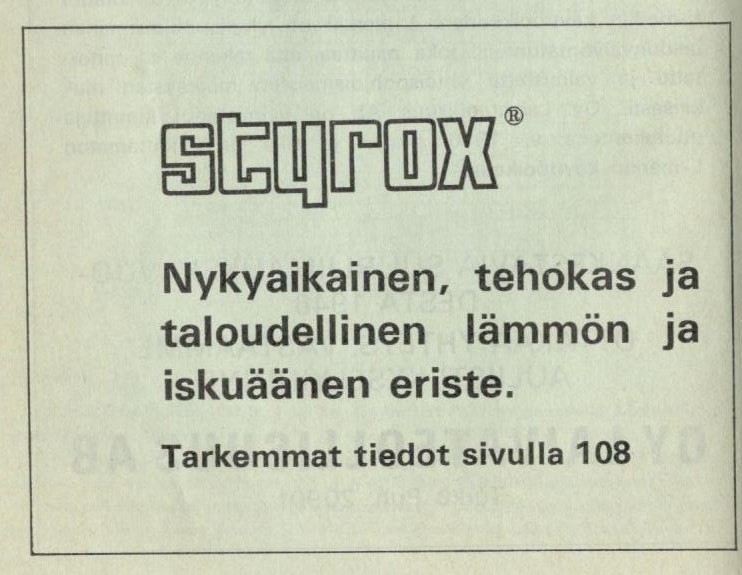 styrox®
Nykyaikainen, tehokas ja
taloudellinen lämmön ja
iskuäänen eriste.
Tarkemmat tiedot sivulla 108